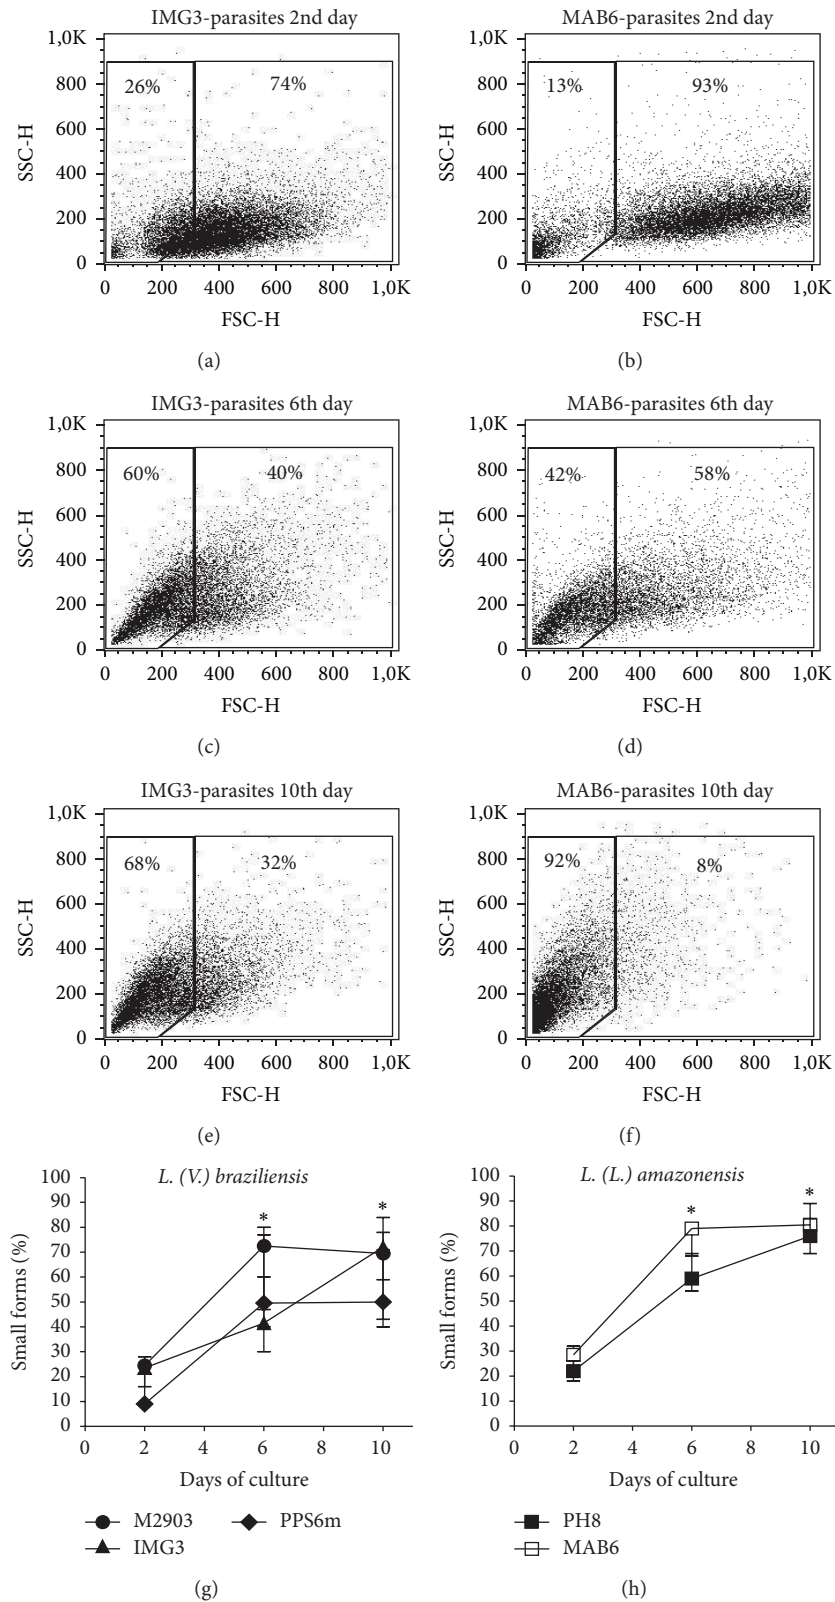 IMG3-parasites 2nd day
1,0K
800
600
400
200
0
SSC-H
26%
74%
0 200 400 600 800 1,0K
FSC-H
(a)
MAB6-parasites 2nd day
1,0K
800
600
400
200
0
SSC-H
13%
93%
0 200 400 600 800 1,0K
FSC-H
(b)
IMG3-parasites 6th day
1,0K
800
600
400
200
0
SSC-H
60%
40%
0 200 400 600 800 1,0K
FSC-H
(c)
MAB6-parasites 6th day
1,0K
800
600
400
200
0
SSC-H
42%
58%
0 200 400 600 800 1,0K
FSC-H
(d)
IMG3-parasites 10th day
1,0K
800
600
400
200
0
SSC-H
68%
32%
0 200 400 600 800 1,0K
FSC-H
(e)
MAB6-parasites 10th day
1,0K
800
600
400
200
0
SSC-H
92%
8%
0 200 400 600 800 1,0K
FSC-H
(f)
L. (V.) braziliensis
100
90
80
70
60
50
40
30
20
10
0
Small forms (%)
* *
0 2 6 10
Days of culture
M2903 PPS6m
IMG3
(g)
L. (L.) amazonensis
100
90
80
70
60
50
40
30
20
10
0
Small forms (%)
* *
0 2 6 10
Days of culture
PH8
MAB6
(h)